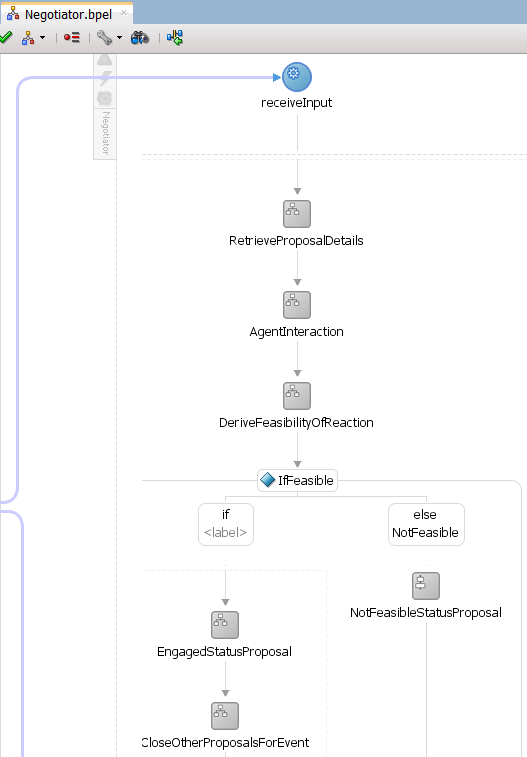 Negotiator.bpel
receiveInput
Negotiator
RetrieveProposalDetails
AgentInteraction
DeriveFeasibilityOfReaction
IfFeasible
if
<label>
else
NotFeasible
NotFeasibleStatusProposal
EngagedStatusProposal
CloseOtherProposalsForEvent